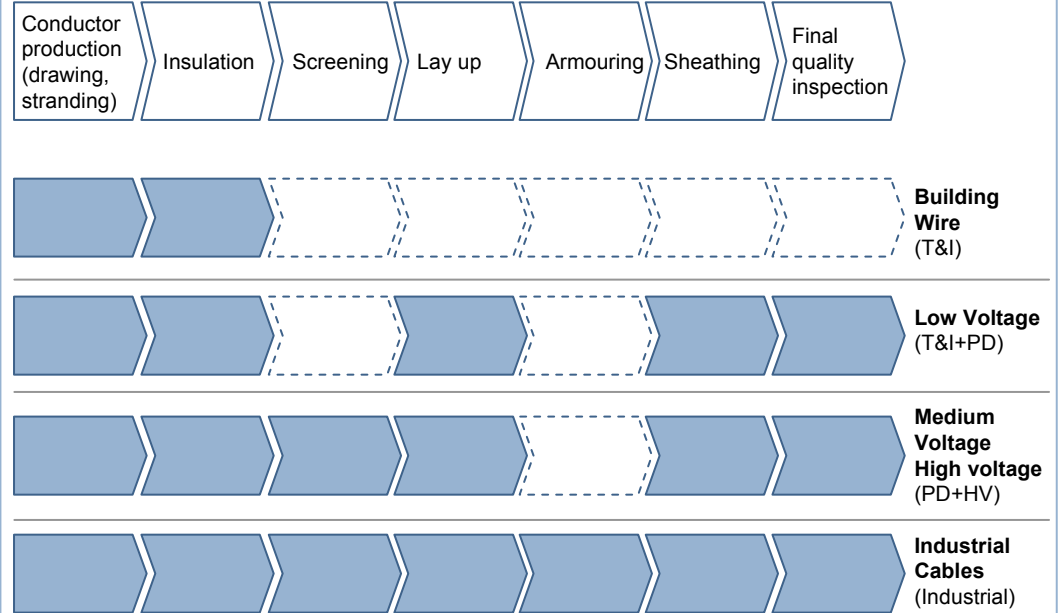 Conductor
production
(drawing,
stranding)
Insulation
Screening
Lay up
Armouring
Sheathing
Final
quality
inspection
Building
Wire
(T&I)
Low Voltage
(T&I+PD)
Medium
Voltage
High voltage
(PD+HV)
Industrial
Cables
(Industrial)